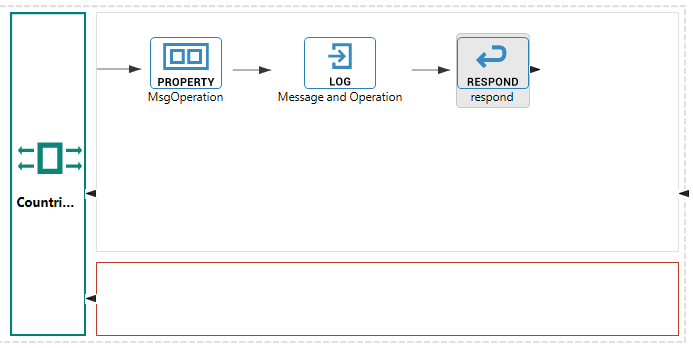 PROPERTY
MsgOperation
LOG
Message and Operation
RESPOND
respond
Countri...